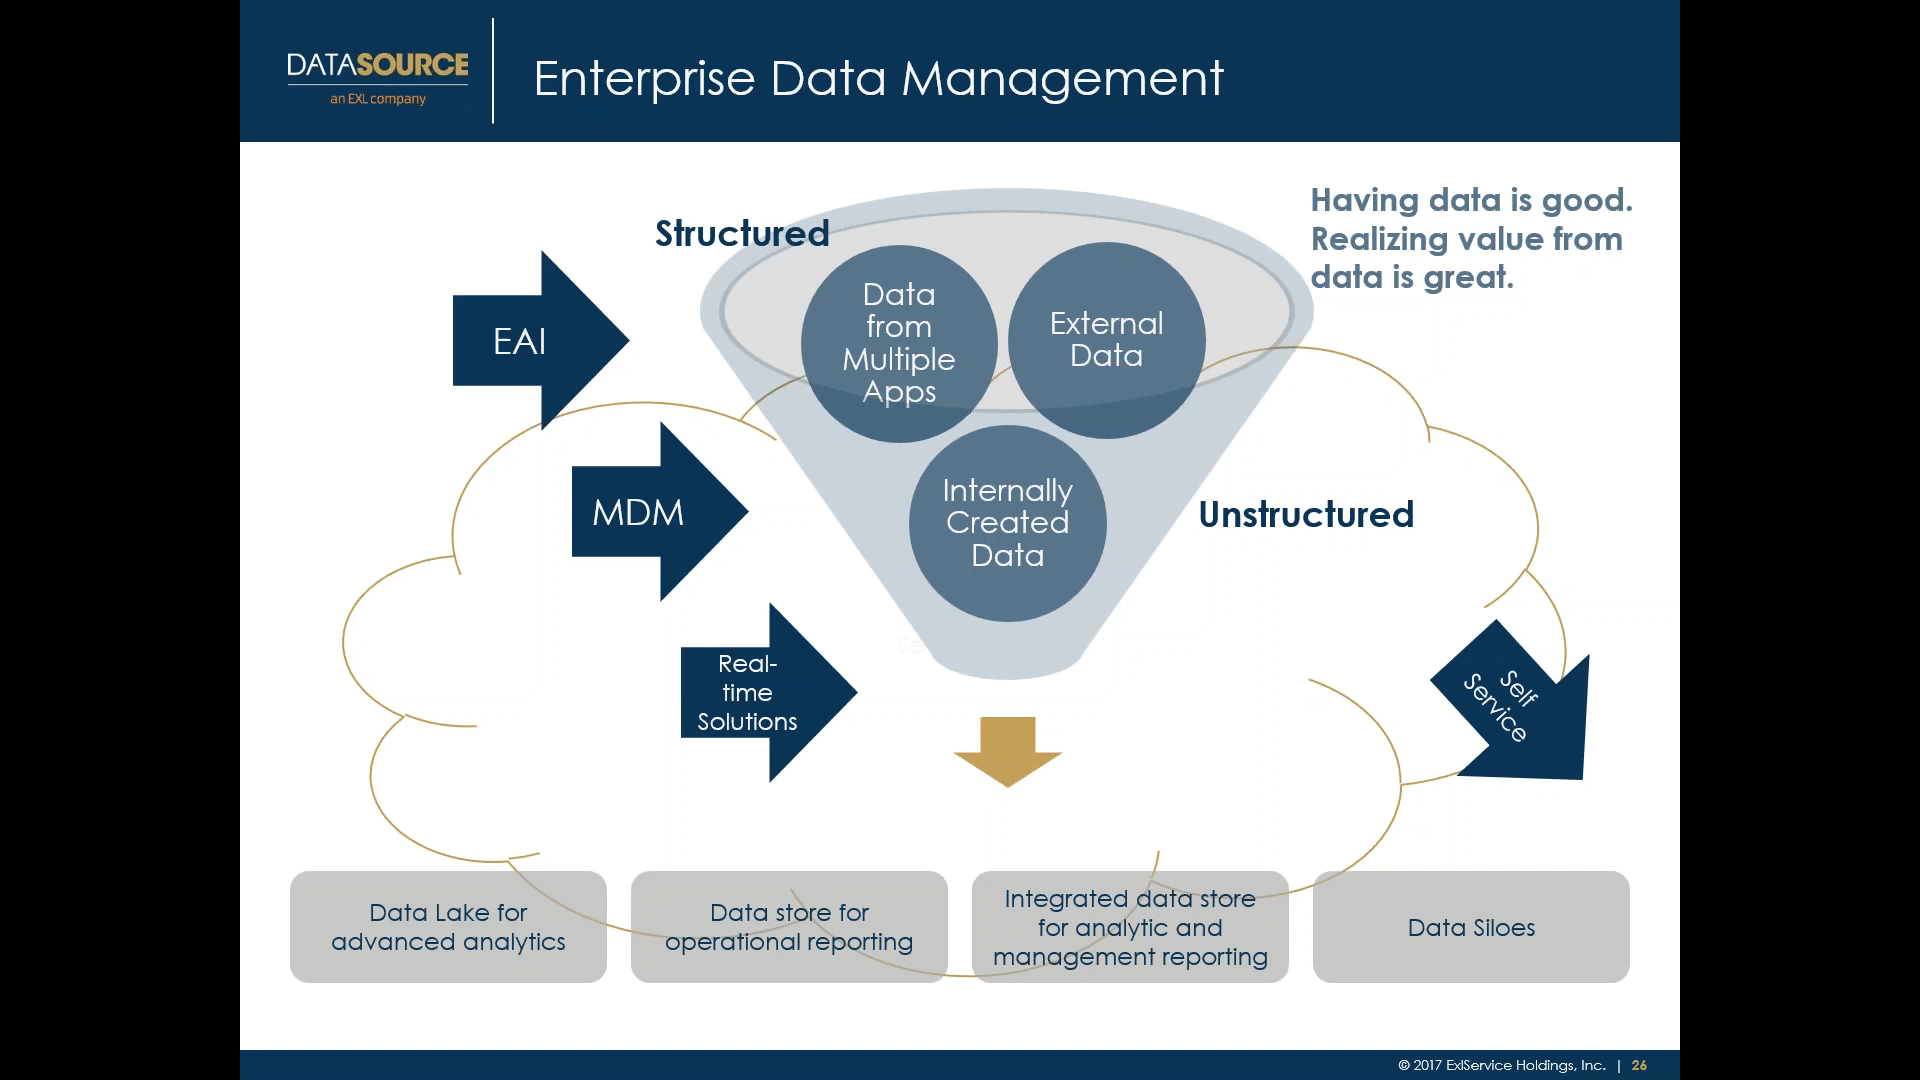 DATASOURCE
an EXL company
Enterprise Data Management
Having data is good.
Realizing value from
data is great.
Structured
EAI
Data
from
Multiple
Apps
External
Data
MDM
Internally
Created
Data
Unstructured
Real-
time
Solutions
Self
Service
Data Lake for
advanced analytics
Data store for
operational reporting
Integrated data store
for analytic and
management reporting
Data Siloes
© 2017 ExlService Holdings, Inc. | 26